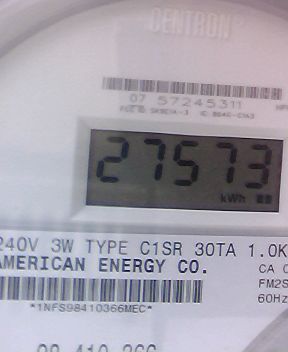 CENTRON®
07 57245311
27573
kWh
240V 3W TYPE C1SR 30TA 1.0K
AMERICAN ENERGY CO.
CA 0
FM2S
60Hz
*1NFS98410366MEC*